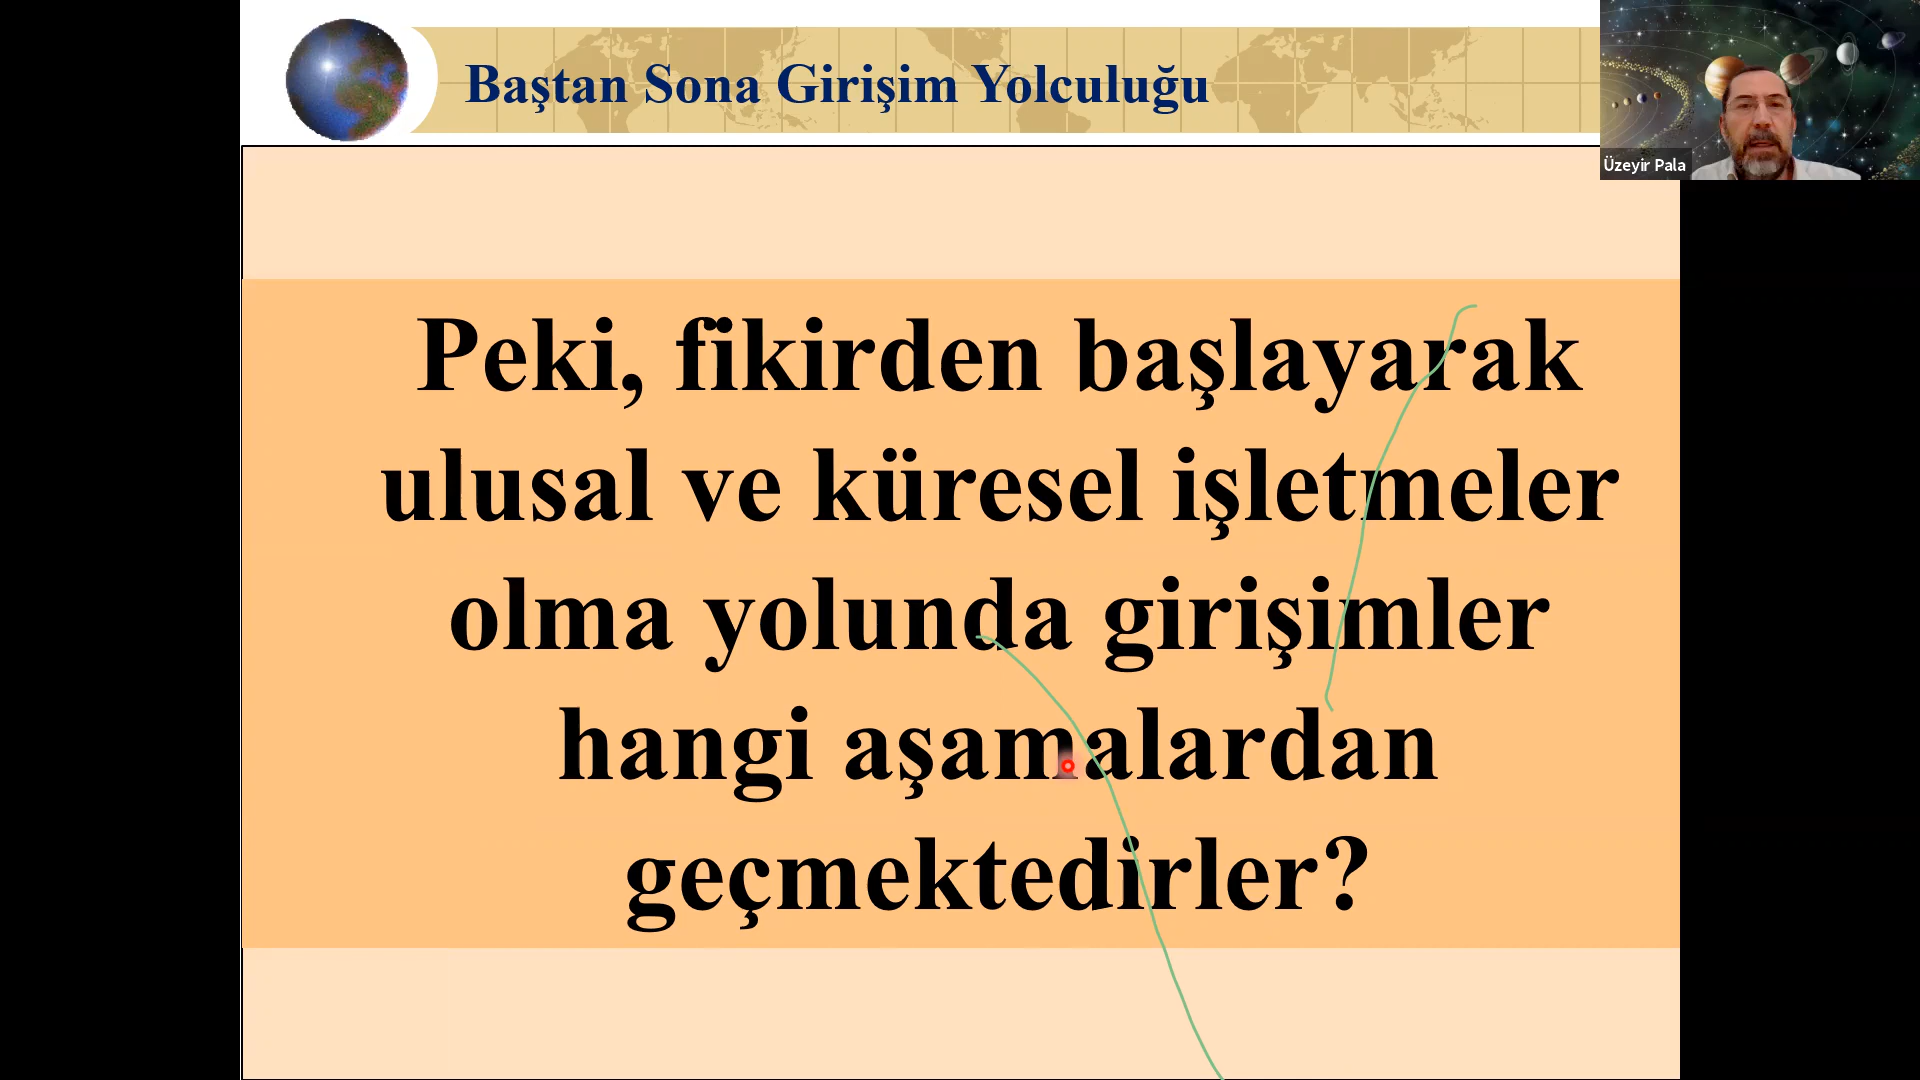 Baştan Sona Girişim Yolculuğu
Üzeyir Pala
Peki, fikirden başlayarak
ulusal ve küresel işletmeler
olma yolunda girişimler
hangi aşamalardan
geçmektedirler?